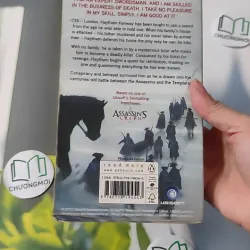 AN EXPERT SWORDSMAN. AND I AM SKILLED
IN THE BUSINESS OF DEATH. I TAKE NO PLEASURE
IN MY SKILL. SIMPLY, I AM GOOD AT IT
London. Haytham Kenway has been taught to use a sword
from the age he was able to hold one. When his family's house
is attacked – his father murdered and his sister taken by armed
men – Haytham defends his home the only way he can: he kills.
With no family, he is taken in by a mysterious tutor who trains
him to become a deadly killer. Consumed by his thirst for
revenge Haytham begins a quest for retribution, trusting no
one and questioning everything he has ever known.
Conspiracy and betrayal surround him as he is drawn into the
centuries old battle between the Assassins and the Templars.
Based on one of
Ubisoft's bestselling
franchises
ASSASSIN'S
CREED
read more
UBISOFT
CHUONGMOI
CHUONGMOI